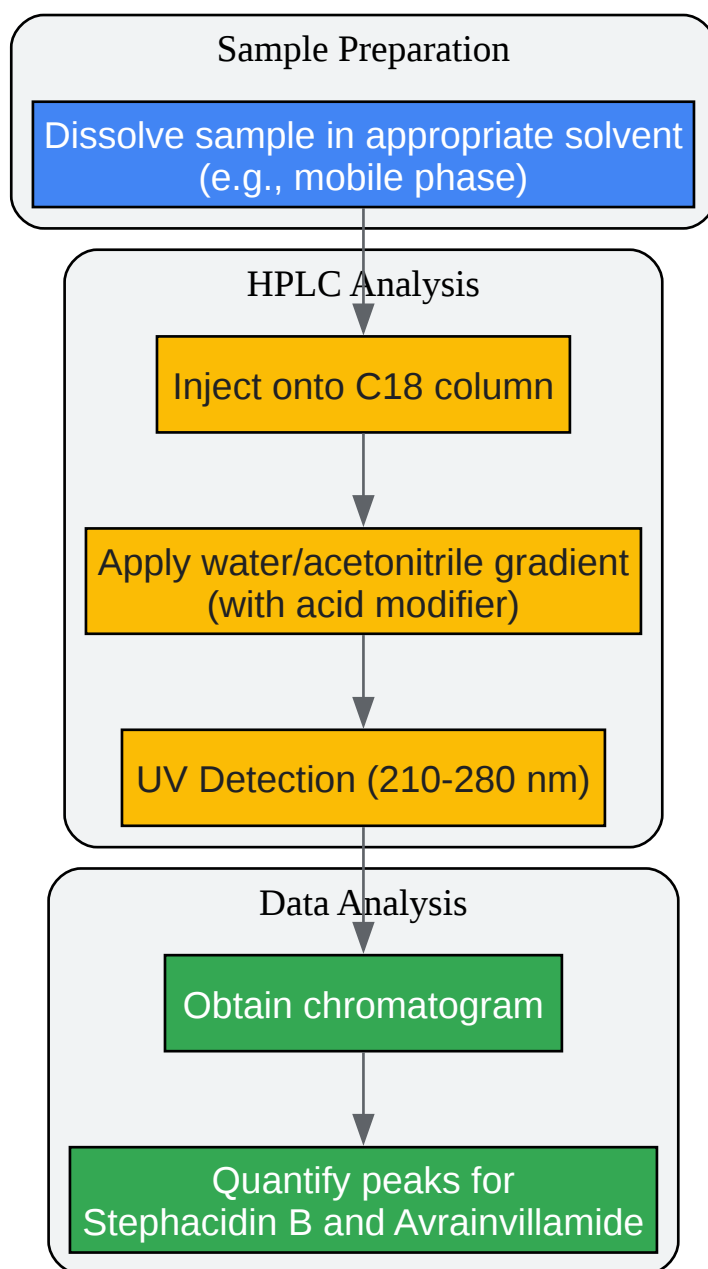 Sample Preparation
Dissolve sample in appropriate solvent
(e.g., mobile phase)
HPLC Analysis
Inject onto C18 column
Apply water/acetonitrile gradient
(with acid modifier)
UV Detection (210-280 nm)
Data Analysis
Obtain chromatogram
Quantify peaks for
Stephacidin B and Avrainvillamide